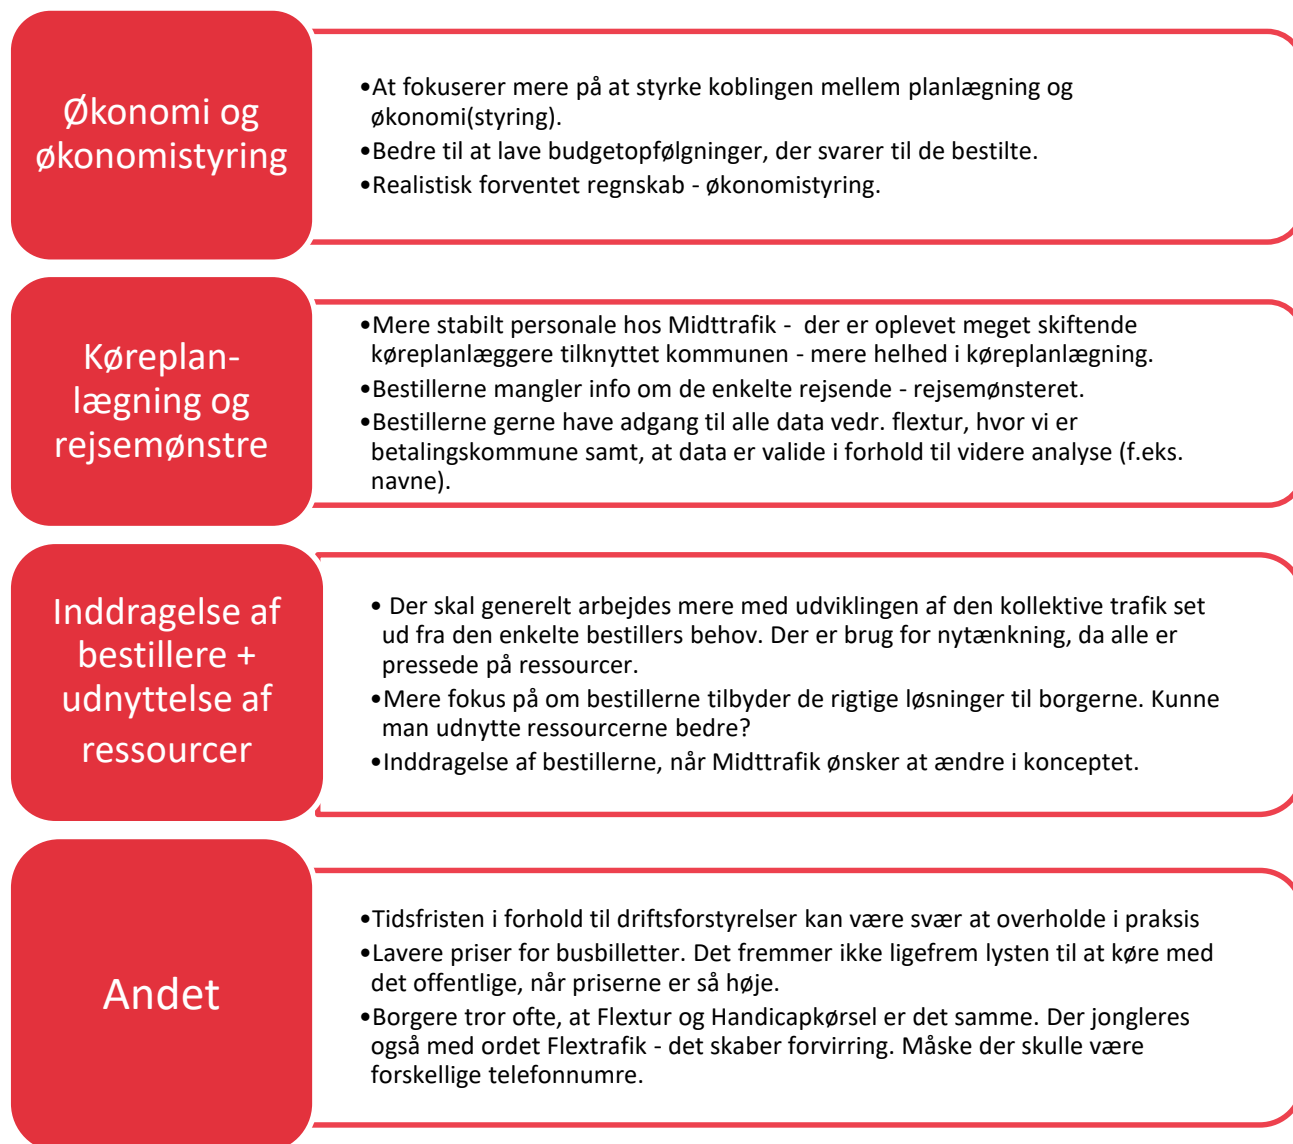 Økonomi og
økonomistyring
•At fokuserer mere på at styrke koblingen mellem planlægning og
økonomi(styring).
•Bedre til at lave budgetopfølgninger, der svarer til de bestilte.
•Realistisk forventet regnskab - økonomistyring.
Køreplan-
lægning og
rejsemønstre
•Mere stabilt personale hos Midttrafik -  der er oplevet meget skiftende
køreplanlæggere tilknyttet kommunen - mere helhed i køreplanlægning.
•Bestillerne mangler info om de enkelte rejsende - rejsemønsteret.
•Bestillerne gerne have adgang til alle data vedr. flextur, hvor vi er
betalingskommune samt, at data er valide i forhold til videre analyse (f.eks.
navne).
Inddragelse af
bestillere +
udnyttelse af
ressourcer
• Der skal generelt arbejdes mere med udviklingen af den kollektive trafik set
ud fra den enkelte bestillers behov. Der er brug for nytænkning, da alle er
pressede på ressourcer.
•Mere fokus på om bestillerne tilbyder de rigtige løsninger til borgerne. Kunne
man udnytte ressourcerne bedre?
•Inddragelse af bestillerne, når Midttrafik ønsker at ændre i konceptet.
Andet
•Tidsfristen i forhold til driftsforstyrelser kan være svær at overholde i praksis
•Lavere priser for busbilletter. Det fremmer ikke ligefrem lysten til at køre med
det offentlige, når priserne er så høje.
•Borgere tror ofte, at Flextur og Handicapkørsel er det samme. Der jongleres
også med ordet Flextrafik - det skaber forvirring. Måske der skulle være
forskellige telefonnumre.